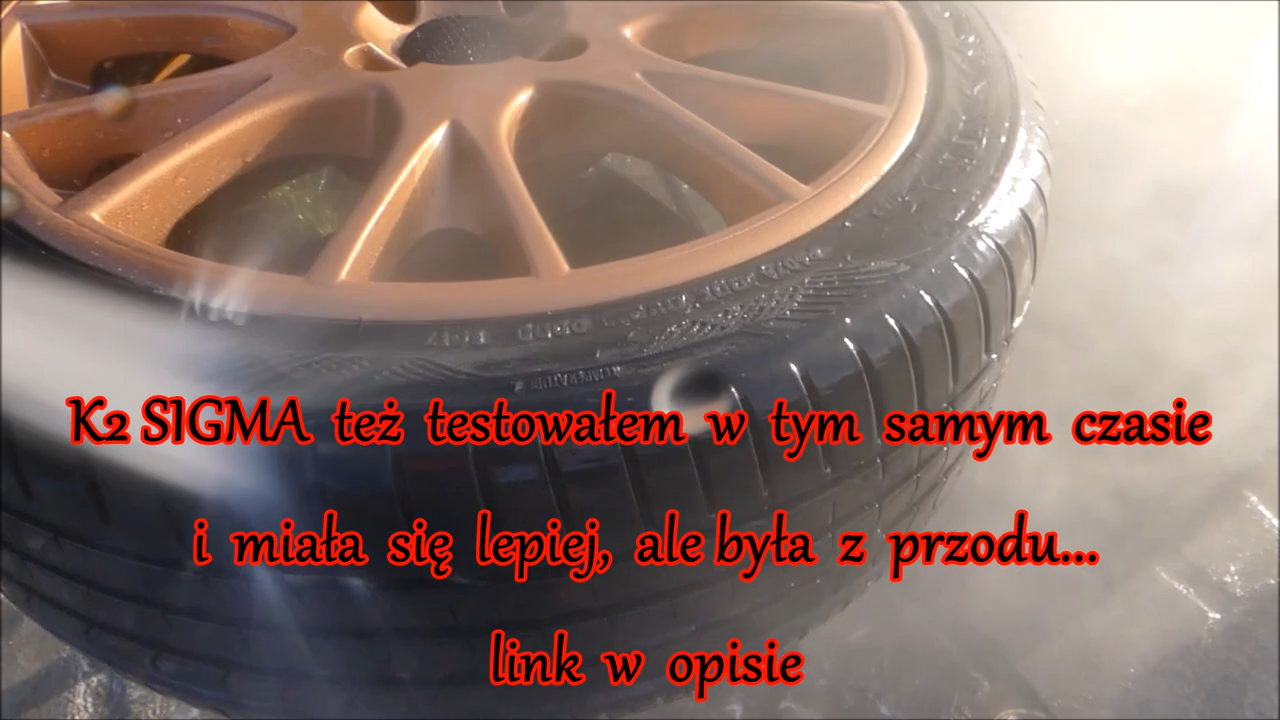 K2 SIGMA też testowałem w tym samym czasie
i miała się lepiej, ale była z przodu...
link w opisie